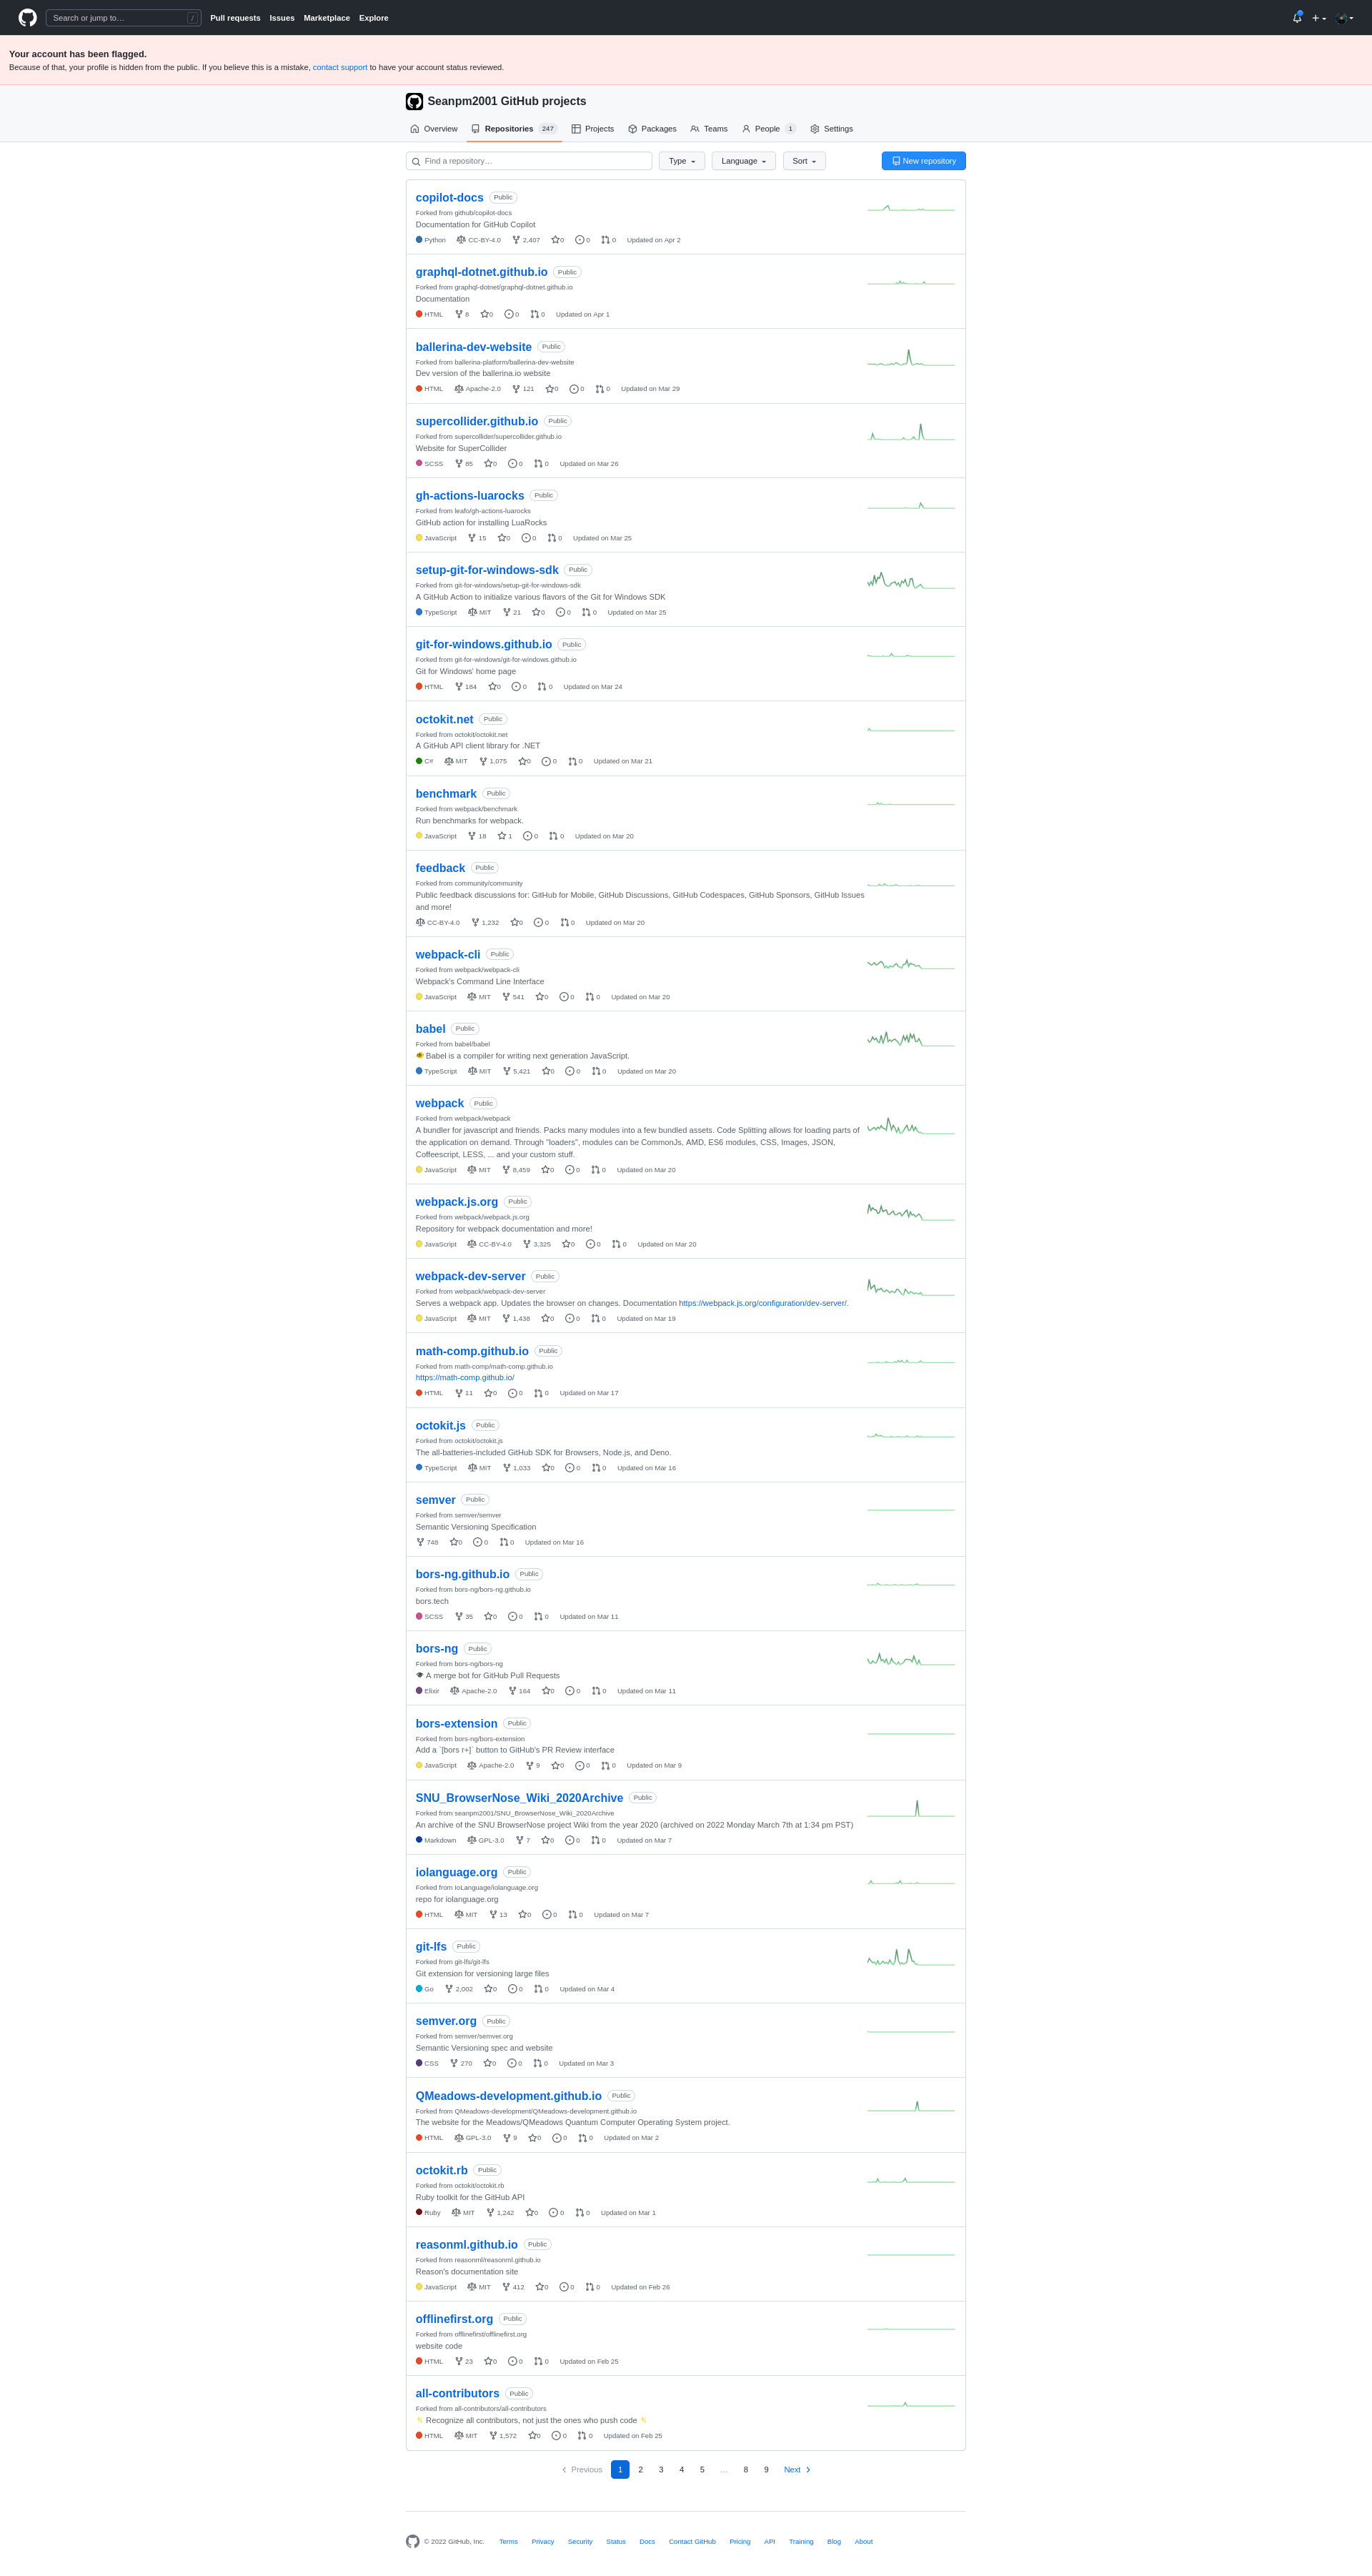 Search or jump to… /
Pull requests Issues Marketplace Explore
Your account has been flagged.
Because of that, your profile is hidden from the public. If you believe this is a mistake, contact support to have your account status reviewed.
Seanpm2001 GitHub projects
Overview Repositories 247 Projects Packages Teams People 1 Settings
Find a repository… Type Language Sort New repository
copilot-docs Public
Forked from github/copilot-docs
Documentation for GitHub Copilot
Python CC-BY-4.0 2,407 0 0 0 Updated on Apr 2
graphql-dotnet.github.io Public
Forked from graphql-dotnet/graphql-dotnet.github.io
Documentation
HTML 8 0 0 0 Updated on Apr 1
ballerina-dev-website Public
Forked from ballerina-platform/ballerina-dev-website
Dev version of the ballerina.io website
HTML Apache-2.0 121 0 0 0 Updated on Mar 29
supercollider.github.io Public
Forked from supercollider/supercollider.github.io
Website for SuperCollider
SCSS 85 0 0 0 Updated on Mar 26
gh-actions-luarocks Public
Forked from leafo/gh-actions-luarocks
GitHub action for installing LuaRocks
JavaScript 15 0 0 0 Updated on Mar 25
setup-git-for-windows-sdk Public
Forked from git-for-windows/setup-git-for-windows-sdk
A GitHub Action to initialize various flavors of the Git for Windows SDK
TypeScript MIT 21 0 0 0 Updated on Mar 25
git-for-windows.github.io Public
Forked from git-for-windows/git-for-windows.github.io
Git for Windows' home page
HTML 184 0 0 0 Updated on Mar 24
octokit.net Public
Forked from octokit/octokit.net
A GitHub API client library for .NET
C# MIT 1,075 0 0 0 Updated on Mar 21
benchmark Public
Forked from webpack/benchmark
Run benchmarks for webpack.
JavaScript 18 1 0 0 Updated on Mar 20
feedback Public
Forked from community/community
Public feedback discussions for: GitHub for Mobile, GitHub Discussions, GitHub Codespaces, GitHub Sponsors, GitHub Issues
and more!
CC-BY-4.0 1,232 0 0 0 Updated on Mar 20
webpack-cli Public
Forked from webpack/webpack-cli
Webpack's Command Line Interface
JavaScript MIT 541 0 0 0 Updated on Mar 20
babel Public
Forked from babel/babel
🐠 Babel is a compiler for writing next generation JavaScript.
TypeScript MIT 5,421 0 0 0 Updated on Mar 20
webpack Public
Forked from webpack/webpack
A bundler for javascript and friends. Packs many modules into a few bundled assets. Code Splitting allows for loading parts of
the application on demand. Through "loaders", modules can be CommonJs, AMD, ES6 modules, CSS, Images, JSON,
Coffeescript, LESS, ... and your custom stuff.
JavaScript MIT 8,459 0 0 0 Updated on Mar 20
webpack.js.org Public
Forked from webpack/webpack.js.org
Repository for webpack documentation and more!
JavaScript CC-BY-4.0 3,325 0 0 0 Updated on Mar 20
webpack-dev-server Public
Forked from webpack/webpack-dev-server
Serves a webpack app. Updates the browser on changes. Documentation https://webpack.js.org/configuration/dev-server/.
JavaScript MIT 1,438 0 0 0 Updated on Mar 19
math-comp.github.io Public
Forked from math-comp/math-comp.github.io
https://math-comp.github.io/
HTML 11 0 0 0 Updated on Mar 17
octokit.js Public
Forked from octokit/octokit.js
The all-batteries-included GitHub SDK for Browsers, Node.js, and Deno.
TypeScript MIT 1,033 0 0 0 Updated on Mar 16
semver Public
Forked from semver/semver
Semantic Versioning Specification
748 0 0 0 Updated on Mar 16
bors-ng.github.io Public
Forked from bors-ng/bors-ng.github.io
bors.tech
SCSS 35 0 0 0 Updated on Mar 11
bors-ng Public
Forked from bors-ng/bors-ng
👁 A merge bot for GitHub Pull Requests
Elixir Apache-2.0 164 0 0 0 Updated on Mar 11
bors-extension Public
Forked from bors-ng/bors-extension
Add a `[bors r+]` button to GitHub's PR Review interface
JavaScript Apache-2.0 9 0 0 0 Updated on Mar 9
SNU_BrowserNose_Wiki_2020Archive Public
Forked from seanpm2001/SNU_BrowserNose_Wiki_2020Archive
An archive of the SNU BrowserNose project Wiki from the year 2020 (archived on 2022 Monday March 7th at 1:34 pm PST)
Markdown GPL-3.0 7 0 0 0 Updated on Mar 7
iolanguage.org Public
Forked from IoLanguage/iolanguage.org
repo for iolanguage.org
HTML MIT 13 0 0 0 Updated on Mar 7
git-lfs Public
Forked from git-lfs/git-lfs
Git extension for versioning large files
Go 2,002 0 0 0 Updated on Mar 4
semver.org Public
Forked from semver/semver.org
Semantic Versioning spec and website
CSS 270 0 0 0 Updated on Mar 3
QMeadows-development.github.io Public
Forked from QMeadows-development/QMeadows-development.github.io
The website for the Meadows/QMeadows Quantum Computer Operating System project.
HTML GPL-3.0 9 0 0 0 Updated on Mar 2
octokit.rb Public
Forked from octokit/octokit.rb
Ruby toolkit for the GitHub API
Ruby MIT 1,242 0 0 0 Updated on Mar 1
reasonml.github.io Public
Forked from reasonml/reasonml.github.io
Reason's documentation site
JavaScript MIT 412 0 0 0 Updated on Feb 26
offlinefirst.org Public
Forked from offlinefirst/offlinefirst.org
website code
HTML 23 0 0 0 Updated on Feb 25
all-contributors Public
Forked from all-contributors/all-contributors
✨ Recognize all contributors, not just the ones who push code ✨
HTML MIT 1,572 0 0 0 Updated on Feb 25
Previous 1 2 3 4 5 … 8 9 Next
© 2022 GitHub, Inc. Terms Privacy Security Status Docs Contact GitHub Pricing API Training Blog About